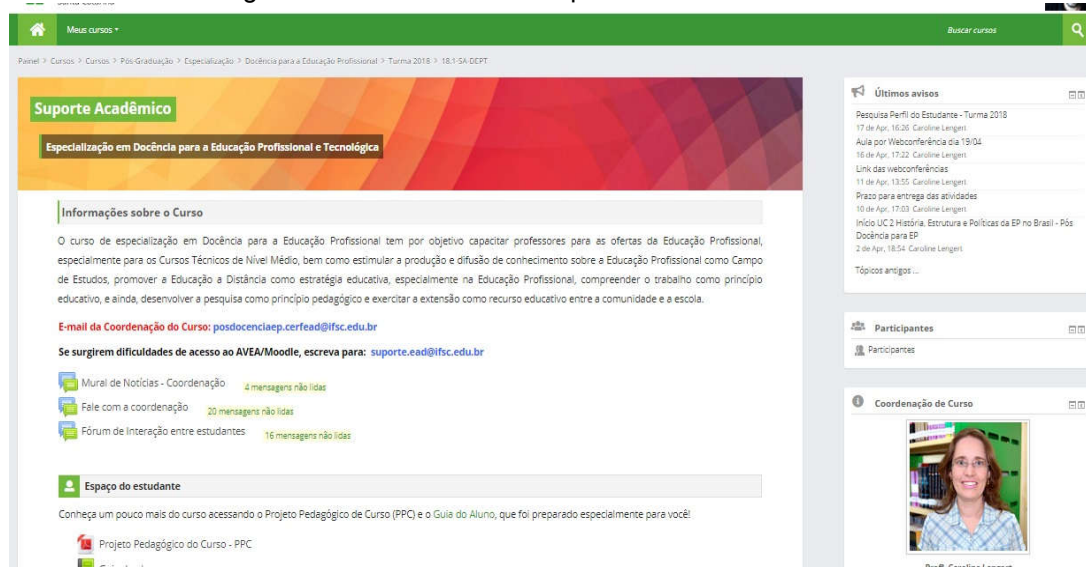 Meus cursos
Buscar cursos
Painel > Cursos > Cursos > Pós-Graduação > Especialização > Docência para a Educação Profissional > Turma 2018 > 18.1-SA-DEPT
Suporte Acadêmico
Especialização em Docência para a Educação Profissional e Tecnológica
Informações sobre o Curso
O curso de especialização em Docência para a Educação Profissional tem por objetivo capacitar professores para as ofertas da Educação Profissional,
especialmente para os Cursos Técnicos de Nível Médio, bem como estimular a produção e difusão de conhecimento sobre a Educação Profissional como Campo
de Estudos, promover a Educação a Distância como estratégia educativa, especialmente na Educação Profissional, compreender o trabalho como princípio
educativo, e ainda, desenvolver a pesquisa como princípio pedagógico e exercitar a extensão como recurso educativo entre a comunidade e a escola.
E-mail da Coordenação do Curso: posdocenciaep.cerfead@ifsc.edu.br
Se surgirem dificuldades de acesso ao AVEA/Moodle, escreva para: suporte.ead@ifsc.edu.br
Mural de Notícias - Coordenação 4 mensagens não lidas
Fale com a coordenação 20 mensagens não lidas
Fórum de Interação entre estudantes 16 mensagens não lidas
Espaço do estudante
Conheça um pouco mais do curso acessando o Projeto Pedagógico de Curso (PPC) e o Guia do Aluno, que foi preparado especialmente para você!
Projeto Pedagógico do Curso - PPC
Últimos avisos
Pesquisa Perfil do Estudante - Turma 2018
17 de Apr, 16:26 Caroline Lengert
Aula por Webconferência dia 19/04
16 de Apr, 17:22 Caroline Lengert
Link das webconferências
11 de Apr, 13:55 Caroline Lengert
Prazo para entrega das atividades
10 de Apr, 17:03 Caroline Lengert
Início UC 2 História, Estrutura e Políticas da EP no Brasil - Pós
Docência para EP
2 de Apr, 18:54 Caroline Lengert
Tópicos antigos ...
Participantes
Participantes
Coordenação de Curso